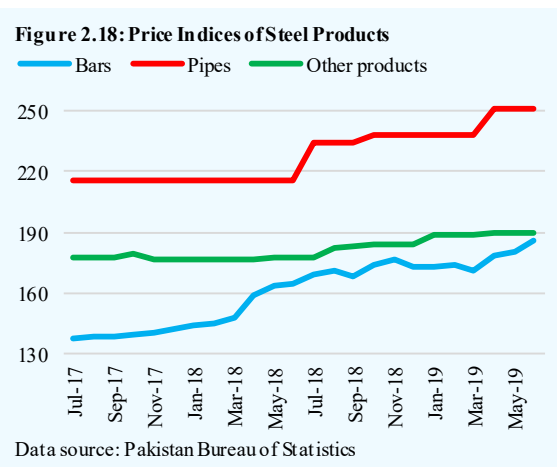 Figure 2.18: Price Indices of Steel Products
Bars Pipes Other products
250
220
190
160
130
Jul-17 Sep-17 Nov-17 Jan-18 Mar-18 May-18 Jul-18 Sep-18 Nov-18 Jan-19 Mar-19 May-19
Data source: Pakistan Bureau of Statistics